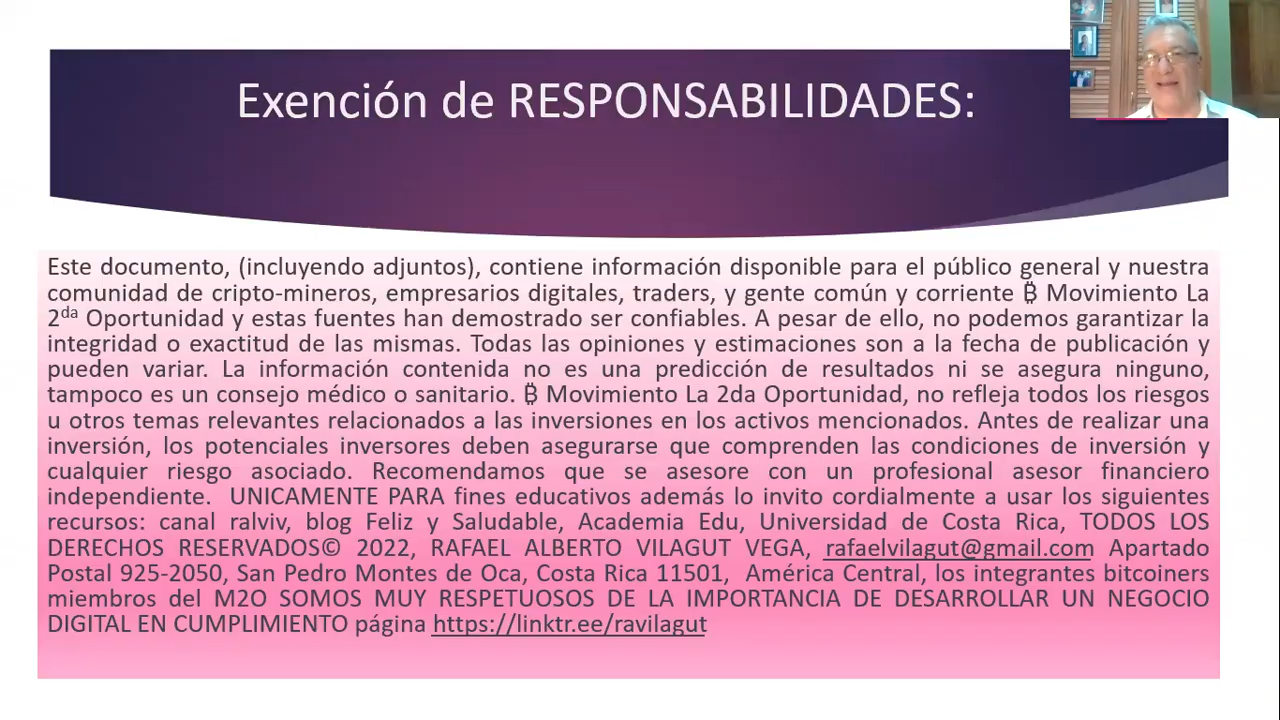 Exención de RESPONSABILIDADES:
Este documento, (incluyendo adjuntos), contiene información disponible para el público general y nuestra
comunidad de cripto-mineros, empresarios digitales, traders, y gente común y corriente ₿ Movimiento La
2da Oportunidad y estas fuentes han demostrado ser confiables. A pesar de ello, no podemos garantizar la
integridad o exactitud de las mismas. Todas las opiniones y estimaciones son a la fecha de publicación y
pueden variar. La información contenida no es una predicción de resultados ni se asegura ninguno,
tampoco es un consejo médico o sanitario. ₿ Movimiento La 2da Oportunidad, no refleja todos los riesgos
u otros temas relevantes relacionados a las inversiones en los activos mencionados. Antes de realizar una
inversión, los potenciales inversores deben asegurarse que comprenden las condiciones de inversión y
cualquier riesgo asociado. Recomendamos que se asesore con un profesional asesor financiero
independiente. UNICAMENTE PARA fines educativos además lo invito cordialmente a usar los siguientes
recursos: canal ralviv, blog Feliz y Saludable, Academia Edu, Universidad de Costa Rica, TODOS LOS
DERECHOS RESERVADOS© 2022, RAFAEL ALBERTO VILAGUT VEGA, rafaelvilagut@gmail.com Apartado
Postal 925-2050, San Pedro Montes de Oca, Costa Rica 11501, América Central, los integrantes bitcoiners
miembros del M2O SOMOS MUY RESPETUOSOS DE LA IMPORTANCIA DE DESARROLLAR UN NEGOCIO
DIGITAL EN CUMPLIMIENTO página https://linktr.ee/ravilagut